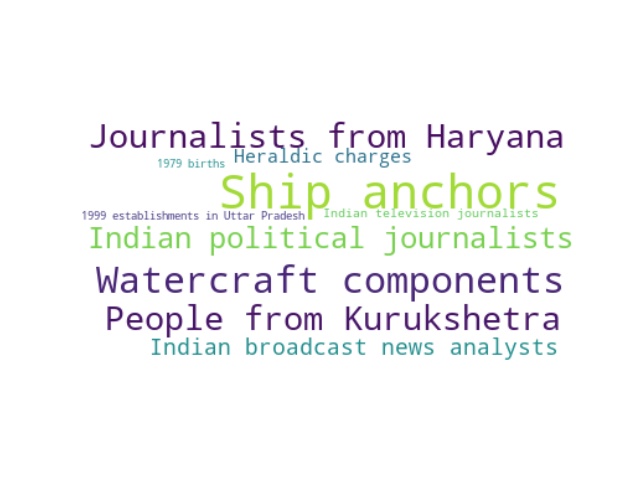 Journalists from Haryana
Heraldic charges
1979 births
Ship anchors
1999 establishments in Uttar Pradesh
Indian television journalists
Indian political journalists
Watercraft components
People from Kurukshetra
Indian broadcast news analysts